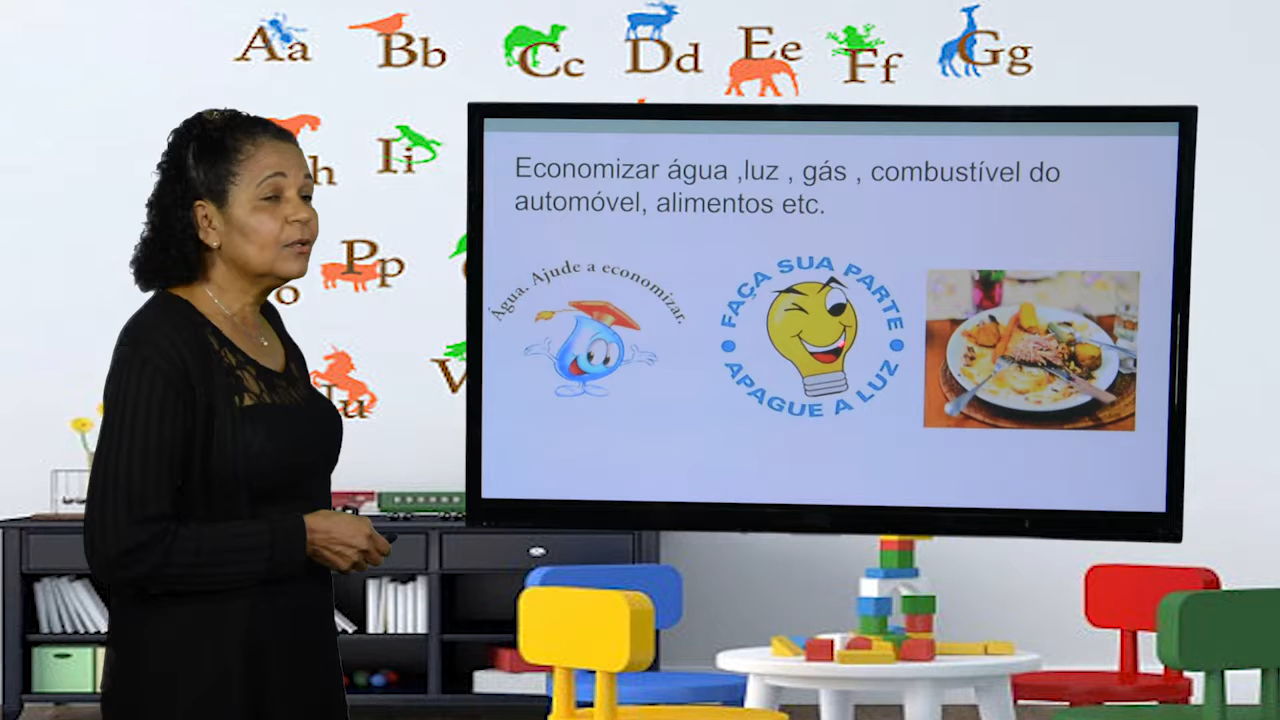 Aa Bb Cc Dd Ee Ff Gg
h Ii
o Pp
Uu V
Economizar água ,luz , gás , combustível do
automóvel, alimentos etc.
Água. Ajude a economizar.
FAÇA SUA PARTE
APAGUE A LUZ